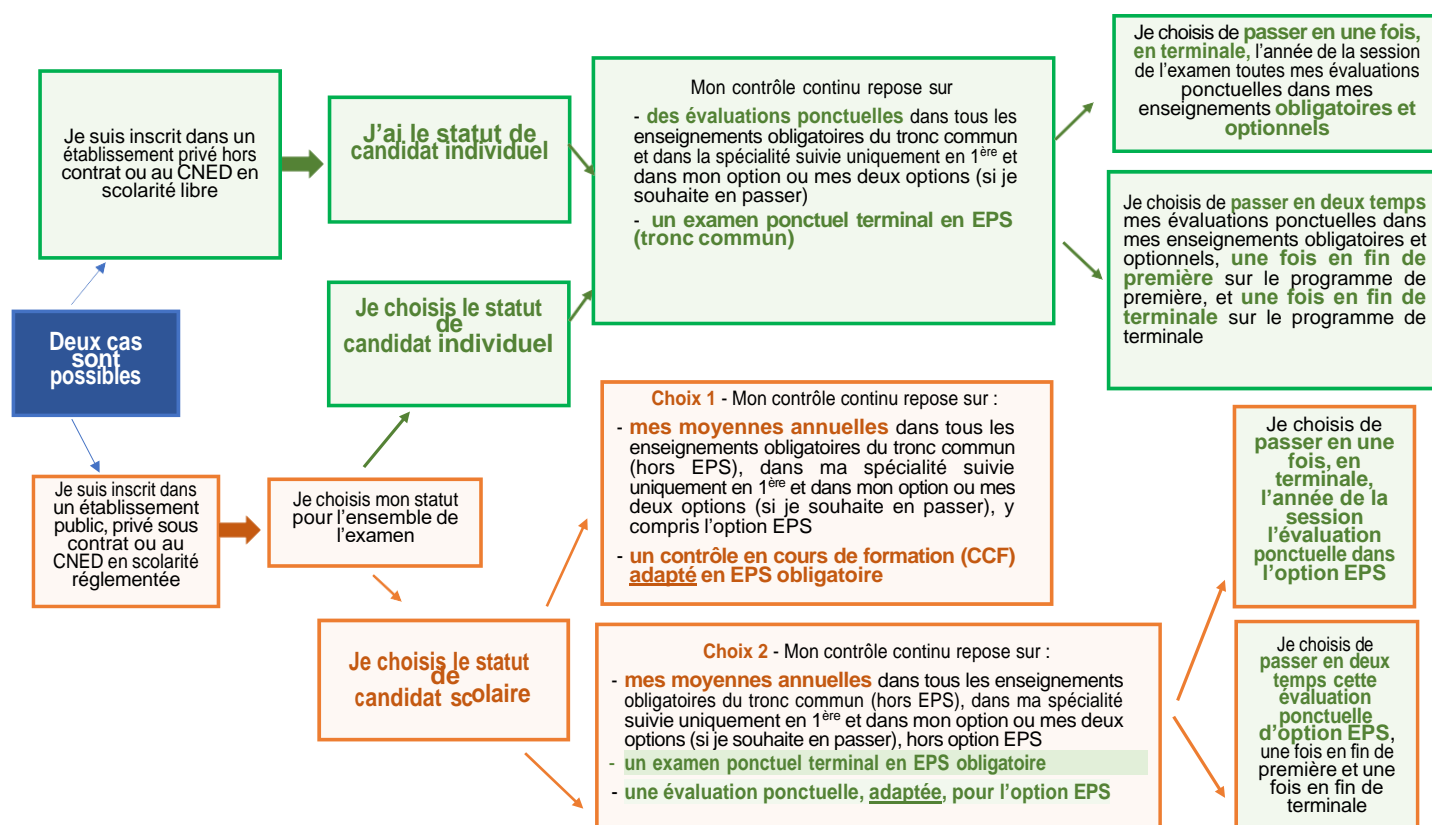 Je suis inscrit dans un
établissement privé hors
contrat ou au CNED en
scolarité libre
J'ai le statut de
candidat individuel
Mon contrôle continu repose sur
- des évaluations ponctuelles dans tous les
enseignements obligatoires du tronc commun
et dans la spécialité suivie uniquement en 1ère et
dans mon option ou mes deux options (si je
souhaite en passer)
- un examen ponctuel terminal en EPS
(tronc commun)
Je choisis de passer en une fois,
en terminale, l'année de la session
de l'examen toutes mes évaluations
ponctuelles dans mes
enseignements obligatoires et
optionnels
Je choisis de passer en deux temps
mes évaluations ponctuelles dans
mes enseignements obligatoires et
optionnels, une fois en fin de
première sur le programme de
première, et une fois en fin de
terminale sur le programme de
terminale
Deux cas
sont
possibles
Je choisis le statut
de
candidat individuel
Je suis inscrit dans
un établissement
public, privé sous
contrat ou au
CNED en scolarité
réglementée
Je choisis mon statut
pour l'ensemble de
l'examen
Choix 1 - Mon contrôle continu repose sur :
- mes moyennes annuelles dans tous les
enseignements obligatoires du tronc commun
(hors EPS), dans ma spécialité suivie
uniquement en 1ère et dans mon option ou mes
deux options (si je souhaite en passer), y
compris l'option EPS
- un contrôle en cours de formation (CCF)
adapté en EPS obligatoire
Je choisis le statut
de
candidat scolaire
Choix 2 - Mon contrôle continu repose sur :
- mes moyennes annuelles dans tous les enseignements
obligatoires du tronc commun (hors EPS), dans ma spécialité
suivie uniquement en 1ère et dans mon option ou mes deux
options (si je souhaite en passer), hors option EPS
- un examen ponctuel terminal en EPS obligatoire
- une évaluation ponctuelle, adaptée, pour l'option EPS
Je choisis de
passer en une
fois, en
terminale,
l'année de la
session
l'évaluation
ponctuelle dans
l'option EPS
Je choisis de
passer en deux
temps cette
évaluation
ponctuelle
d'option EPS,
une fois en fin de
première et une
fois en fin de
terminale